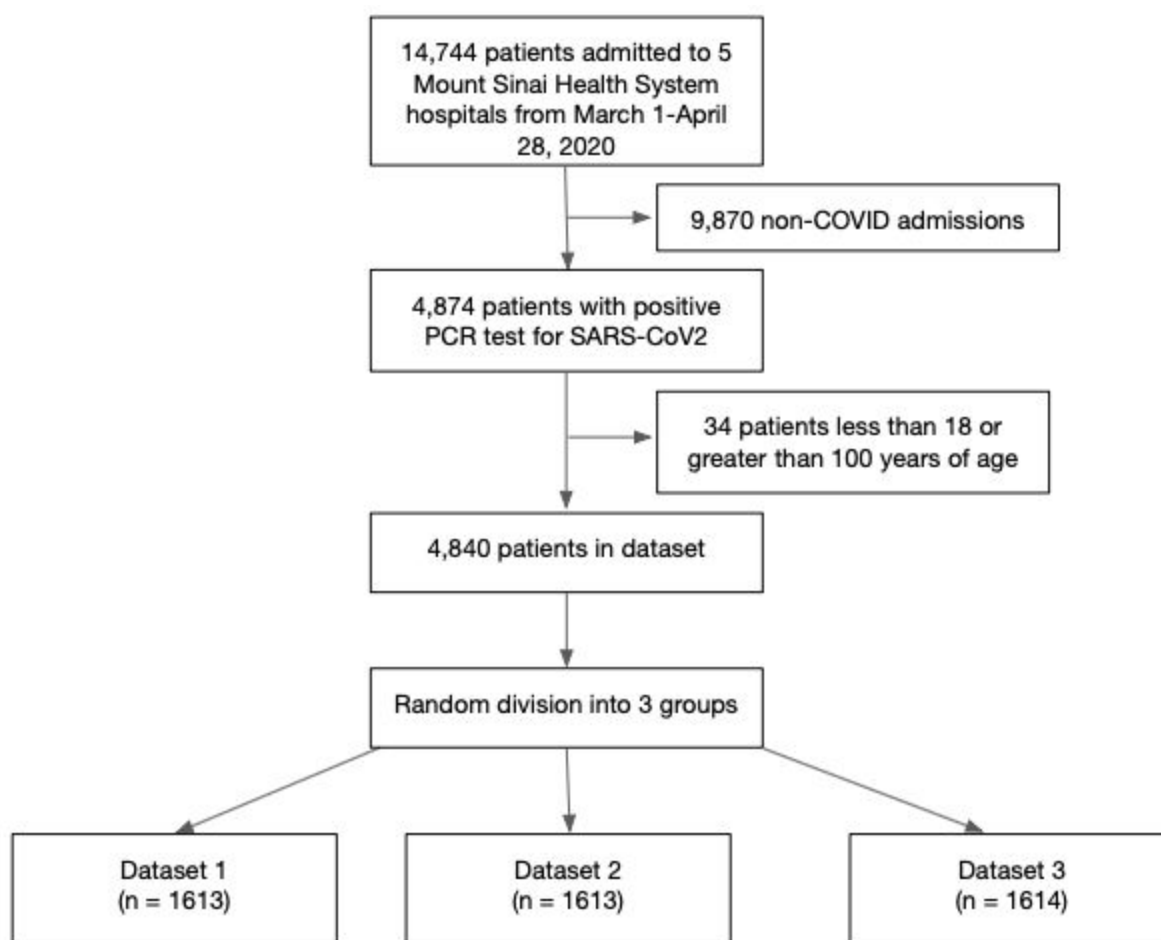 14,744 patients admitted to 5
Mount Sinai Health System
hospitals from March 1-April
28, 2020
9,870 non-COVID admissions
4,874 patients with positive
PCR test for SARS-CoV2
34 patients less than 18 or
greater than 100 years of age
4,840 patients in dataset
Random division into 3 groups
Dataset 1
(n = 1613)
Dataset 2
(n = 1613)
Dataset 3
(n = 1614)